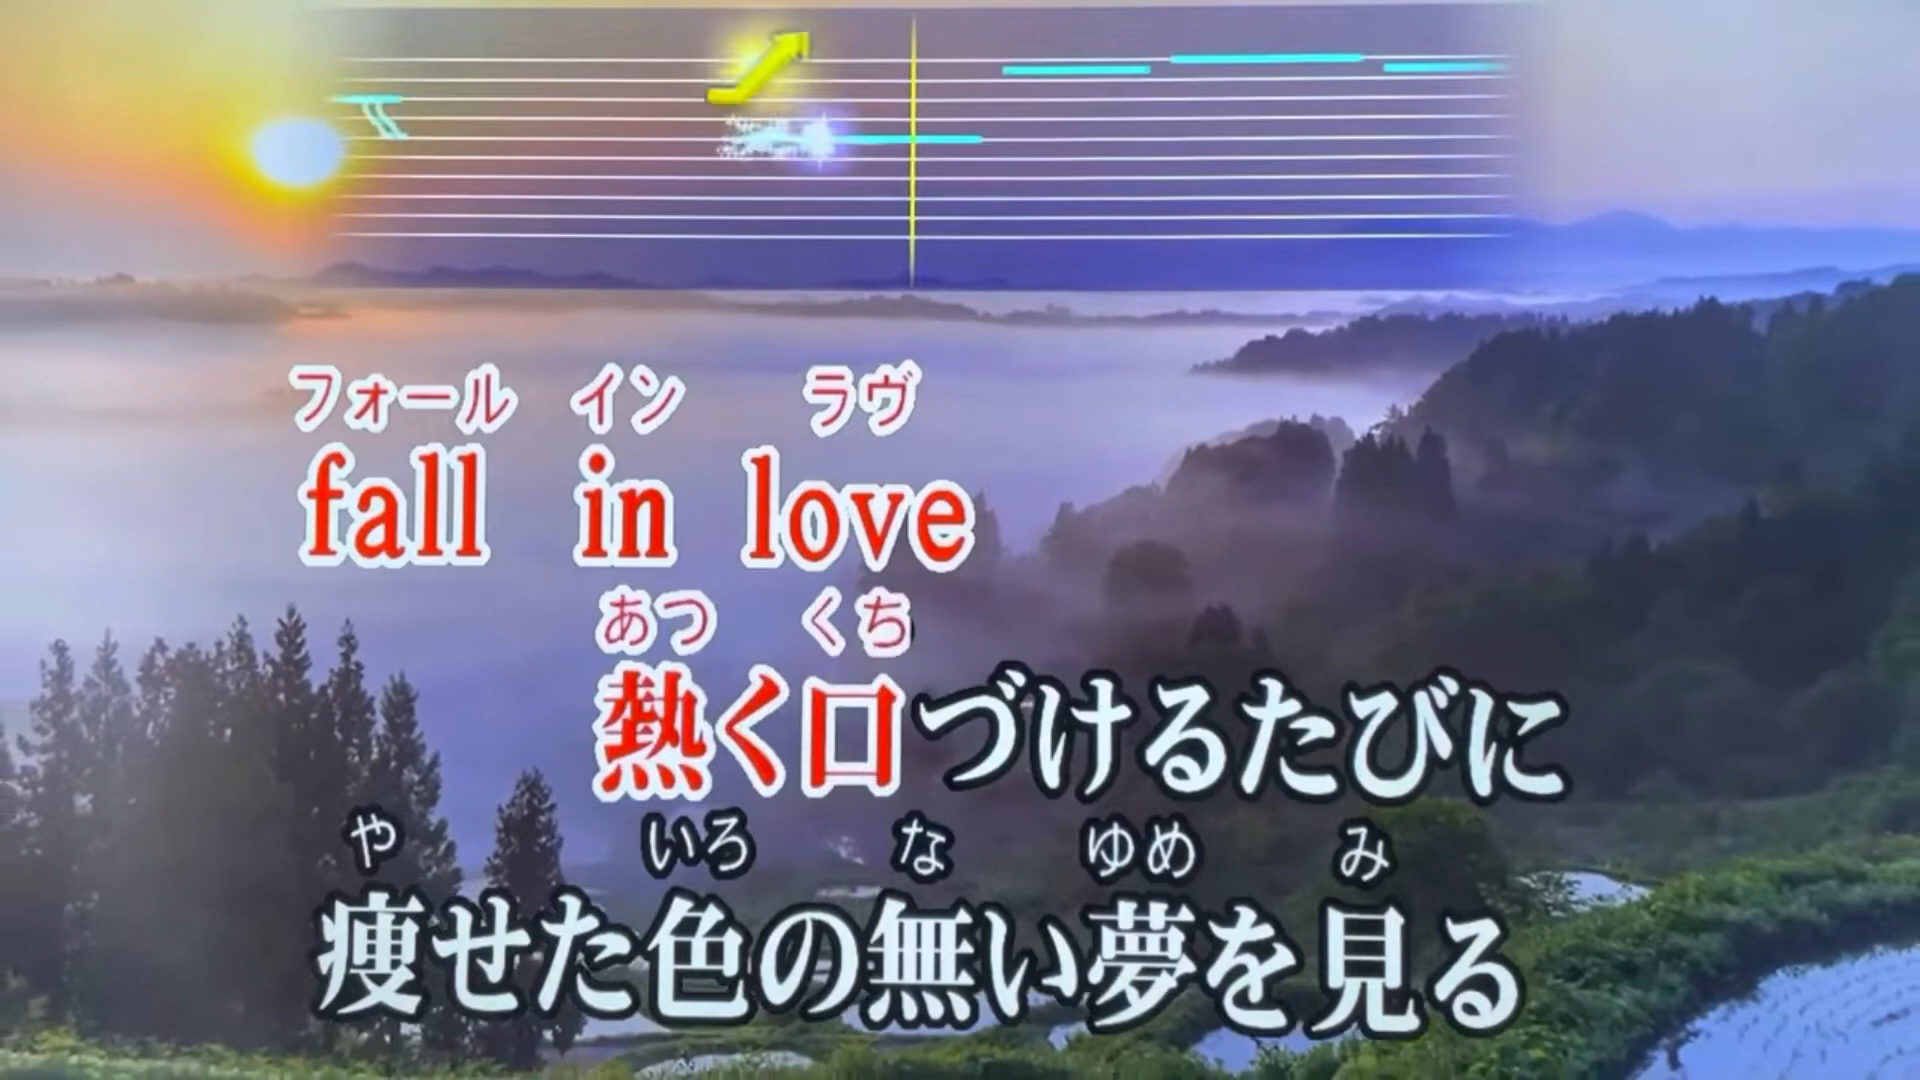 フォール イン ラヴ
fall in love
あつ くち
熱く口づけるたびに
や いろ な ゆめ み
痩せた色の無い夢を見る